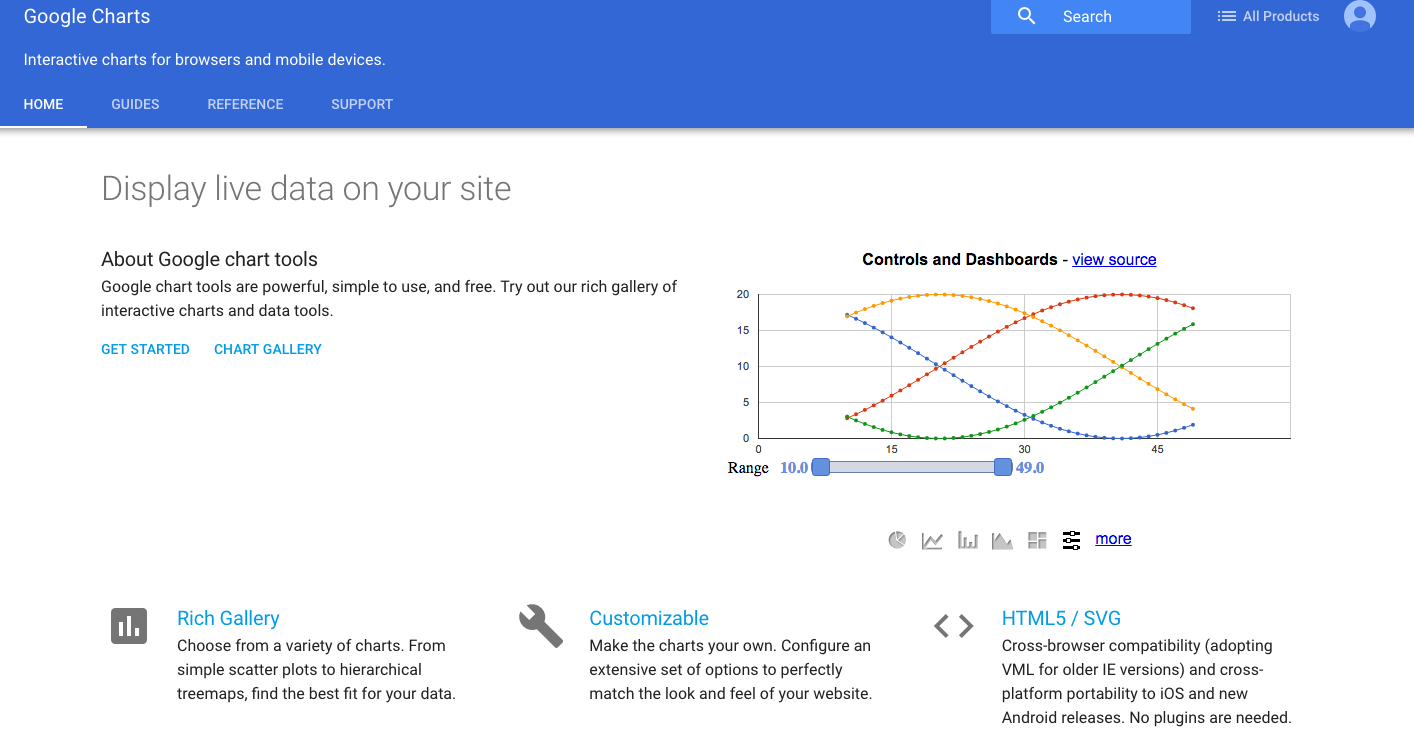 Google Charts
Search
All Products
Interactive charts for browsers and mobile devices.
HOME
GUIDES
REFERENCE
SUPPORT
Display live data on your site
About Google chart tools
Google chart tools are powerful, simple to use, and free. Try out our rich gallery of
interactive charts and data tools.
GET STARTED
CHART GALLERY
Controls and Dashboards - view source
20
15
10
5
0
0
15
30
45
Range 10.0 49.0
more
Rich Gallery
Choose from a variety of charts. From
simple scatter plots to hierarchical
treemaps, find the best fit for your data.
Customizable
Make the charts your own. Configure an
extensive set of options to perfectly
match the look and feel of your website.
HTML5 / SVG
Cross-browser compatibility (adopting
VML for older IE versions) and cross-
platform portability to iOS and new
Android releases. No plugins are needed.